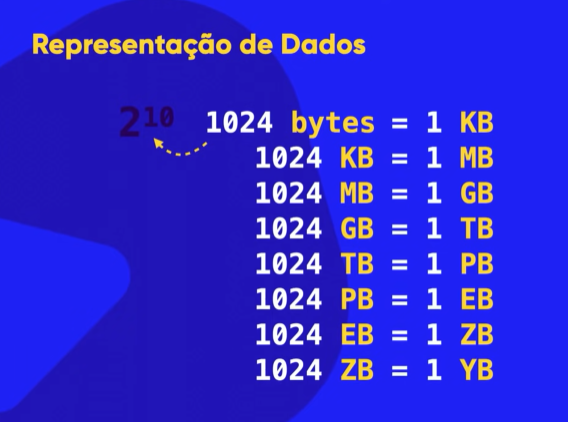 Representação de Dados
2¹⁰ 1024 bytes = 1 KB
1024 KB = 1 MB
1024 MB = 1 GB
1024 GB = 1 TB
1024 TB = 1 PB
1024 PB = 1 EB
1024 EB = 1 ZB
1024 ZB = 1 YB